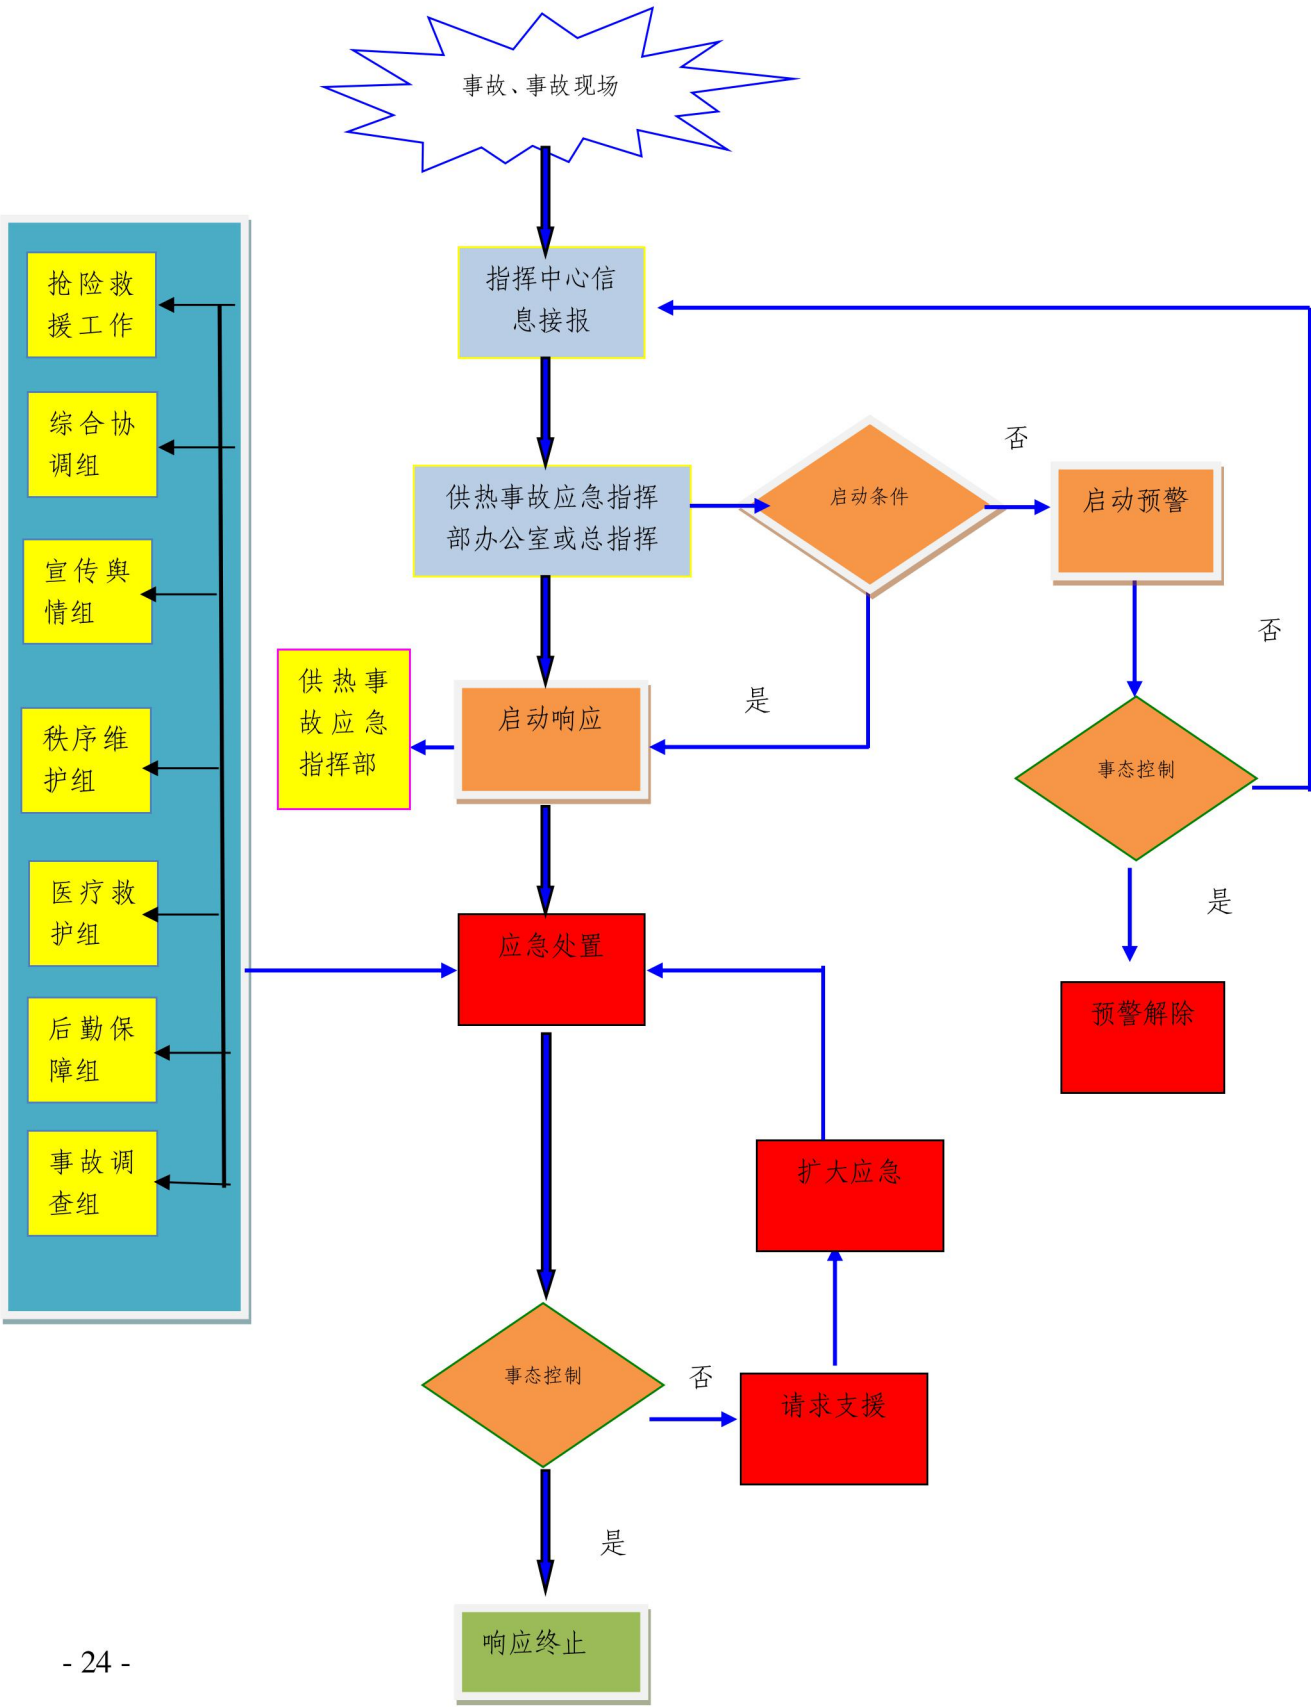 事故、事故现场
指挥中心信
息接报
抢险救
援工作
综合协
调组
宣传舆
情组
秩序维
护组
医疗救
护组
后勤保
障组
事故调
查组
供热事故应急指挥
部办公室或总指挥
启动条件
否
启动预警
否
供热事
故应急
指挥部
启动响应
是
事态控制
是
应急处置
预警解除
扩大应急
事态控制
否
请求支援
是
响应终止
- 24 -